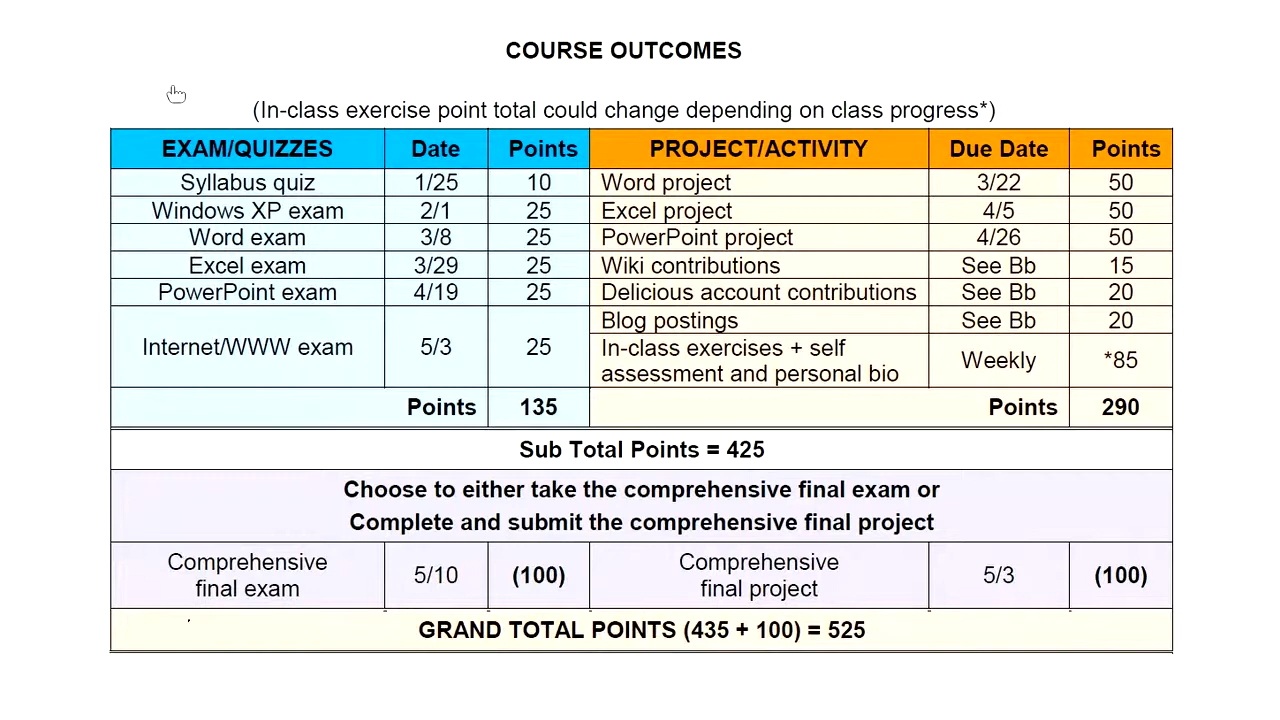 COURSE OUTCOMES
(In-class exercise point total could change depending on class progress*)
EXAM/QUIZZES Date Points PROJECT/ACTIVITY Due Date Points
Syllabus quiz 1/25 10 Word project 3/22 50
Windows XP exam 2/1 25 Excel project 4/5 50
Word exam 3/8 25 PowerPoint project 4/26 50
Excel exam 3/29 25 Wiki contributions See Bb 15
PowerPoint exam 4/19 25 Delicious account contributions See Bb 20
Internet/WWW exam 5/3 25 Blog postings See Bb 20
In-class exercises + self
assessment and personal bio Weekly *85
Points 135 Points 290
Sub Total Points = 425
Choose to either take the comprehensive final exam or
Complete and submit the comprehensive final project
Comprehensive
final exam 5/10 (100) Comprehensive
final project 5/3 (100)
GRAND TOTAL POINTS (435 + 100) = 525